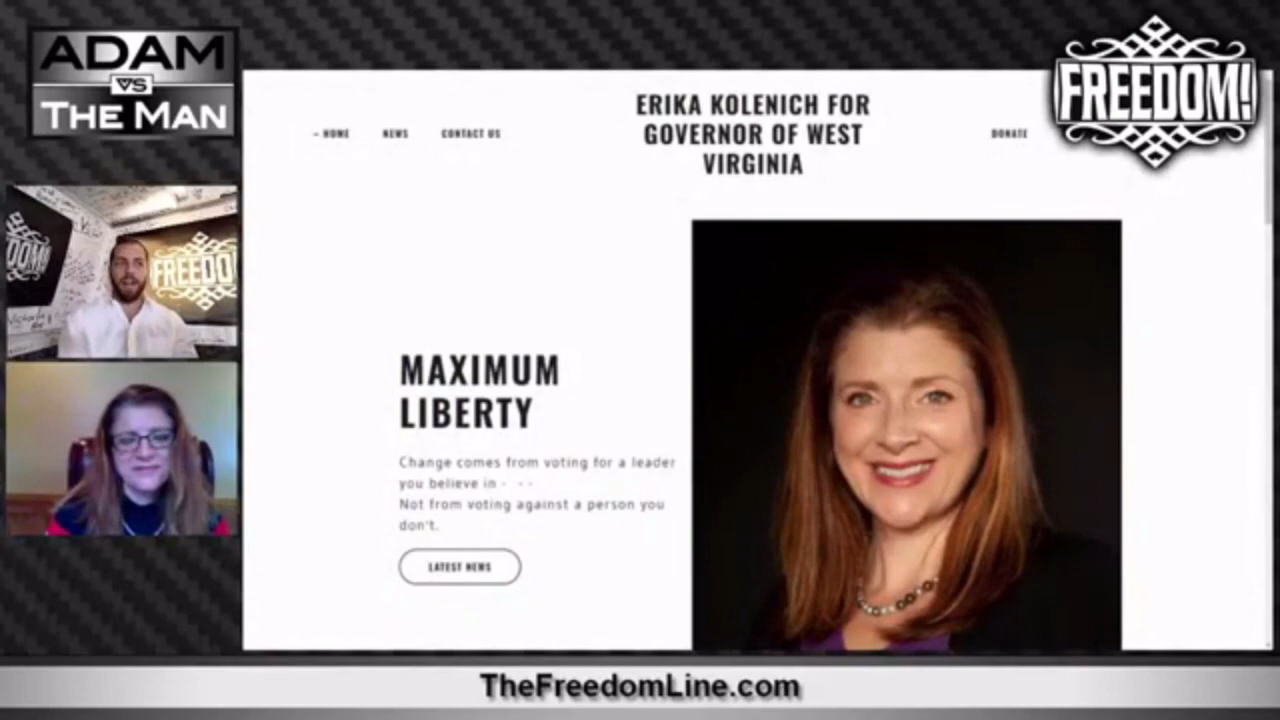 ADAM
VS
THE MAN
FREEDOM!
ERIKA KOLENICH FOR
GOVERNOR OF WEST
VIRGINIA
– HOME NEWS CONTACT US
DONATE
MAXIMUM
LIBERTY
Change comes from voting for a leader
you believe in - - -
Not from voting against a person you
don't.
LATEST NEWS
OOM!
FREEDO
TheFreedomLine.com